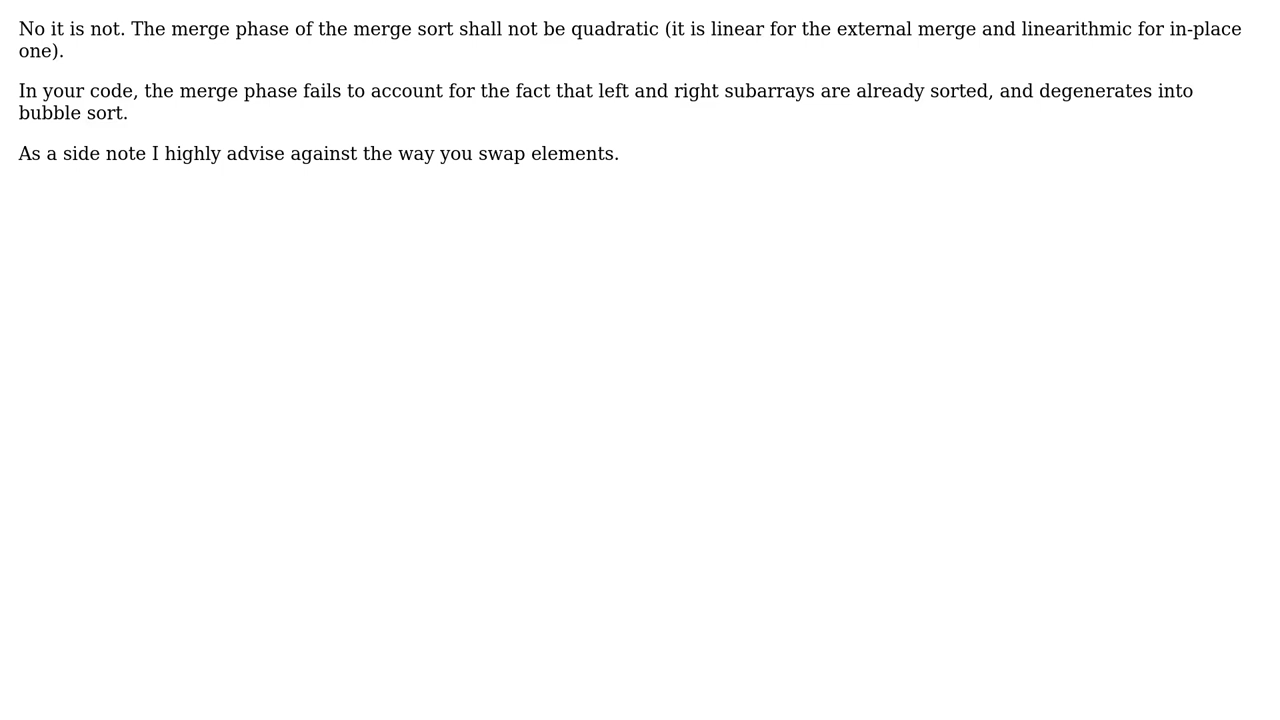 No it is not. The merge phase of the merge sort shall not be quadratic (it is linear for the external merge and linearithmic for in-place
one).
In your code, the merge phase fails to account for the fact that left and right subarrays are already sorted, and degenerates into
bubble sort.
As a side note I highly advise against the way you swap elements.